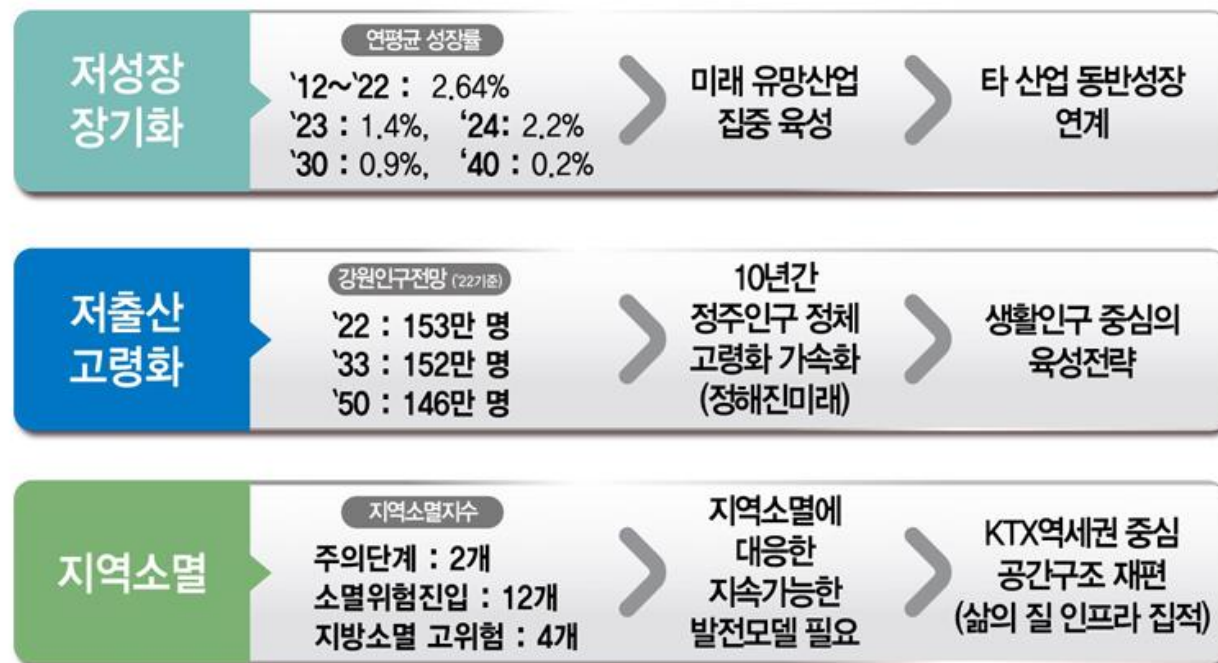 저성장
장기화
연평균 성장률
`12~`22 : 2.64%
`23 : 1.4%, ‘24: 2.2%
`30 : 0.9%, ‘40 : 0.2%
미래 유망산업
집중 육성
타 산업 동반성장
연계
저출산
고령화
강원인구전망 (‘22기준)
‘22 : 153만 명
`33 : 152만 명
`50 : 146만 명
10년간
정주인구 정체
고령화 가속화
(정해진미래)
생활인구 중심의
육성전략
지역소멸
지역소멸지수
주의단계 : 2개
소멸위험진입 : 12개
지방소멸 고위험 : 4개
지역소멸에
대응한
지속가능한
발전모델 필요
KTX역세권 중심
공간구조 재편
(삶의 질 인프라 집적)